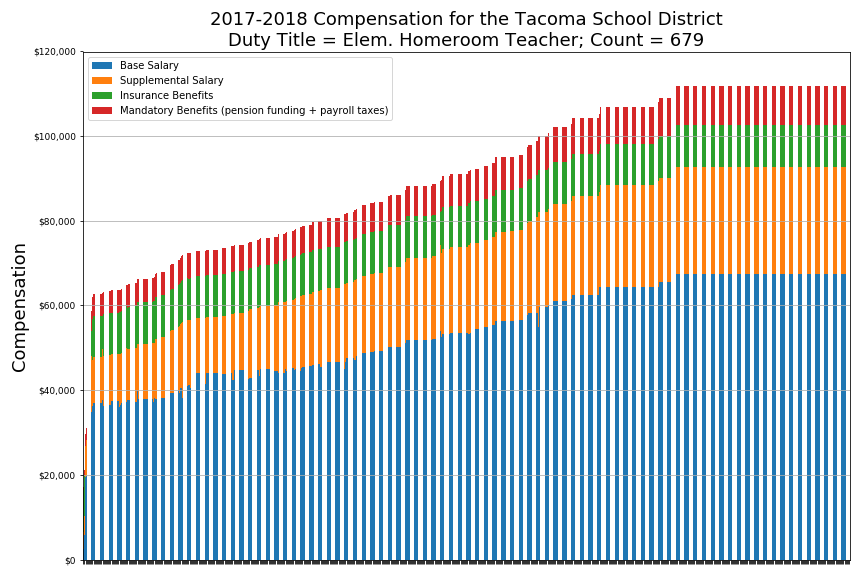 2017-2018 Compensation for the Tacoma School District
Duty Title = Elem. Homeroom Teacher; Count = 679
$120,000
Base Salary
Supplemental Salary
Insurance Benefits
Mandatory Benefits (pension funding + payroll taxes)
$100,000
$80,000
$60,000
$40,000
$20,000
$0
Compensation